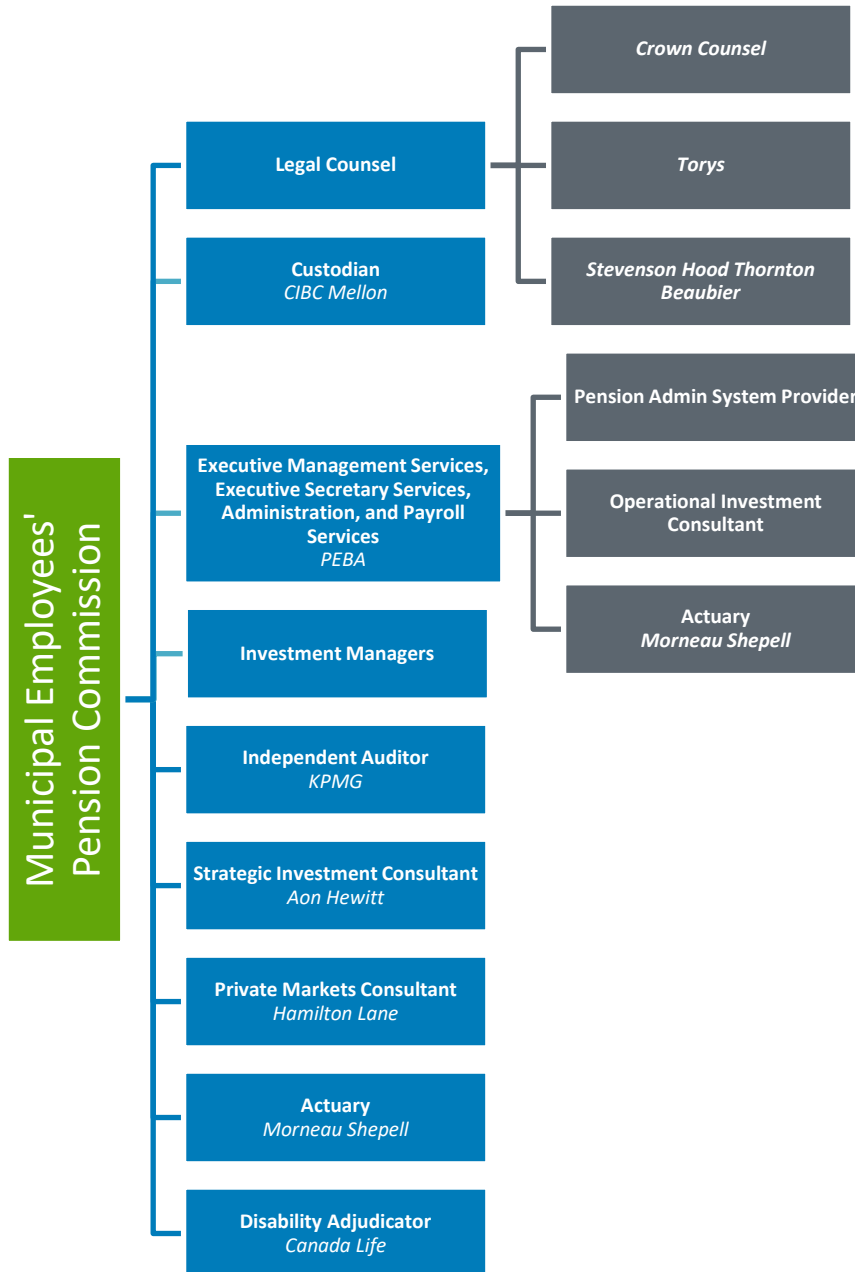 Municipal Employees'
Pension Commission
Legal Counsel
Crown Counsel
Torys
Stevenson Hood Thornton
Beaubier
Custodian
CIBC Mellon
Executive Management Services,
Executive Secretary Services,
Administration, and Payroll
Services
PEBA
Pension Admin System Provider
Operational Investment
Consultant
Actuary
Morneau Shepell
Investment Managers
Independent Auditor
KPMG
Strategic Investment Consultant
Aon Hewitt
Private Markets Consultant
Hamilton Lane
Actuary
Morneau Shepell
Disability Adjudicator
Canada Life